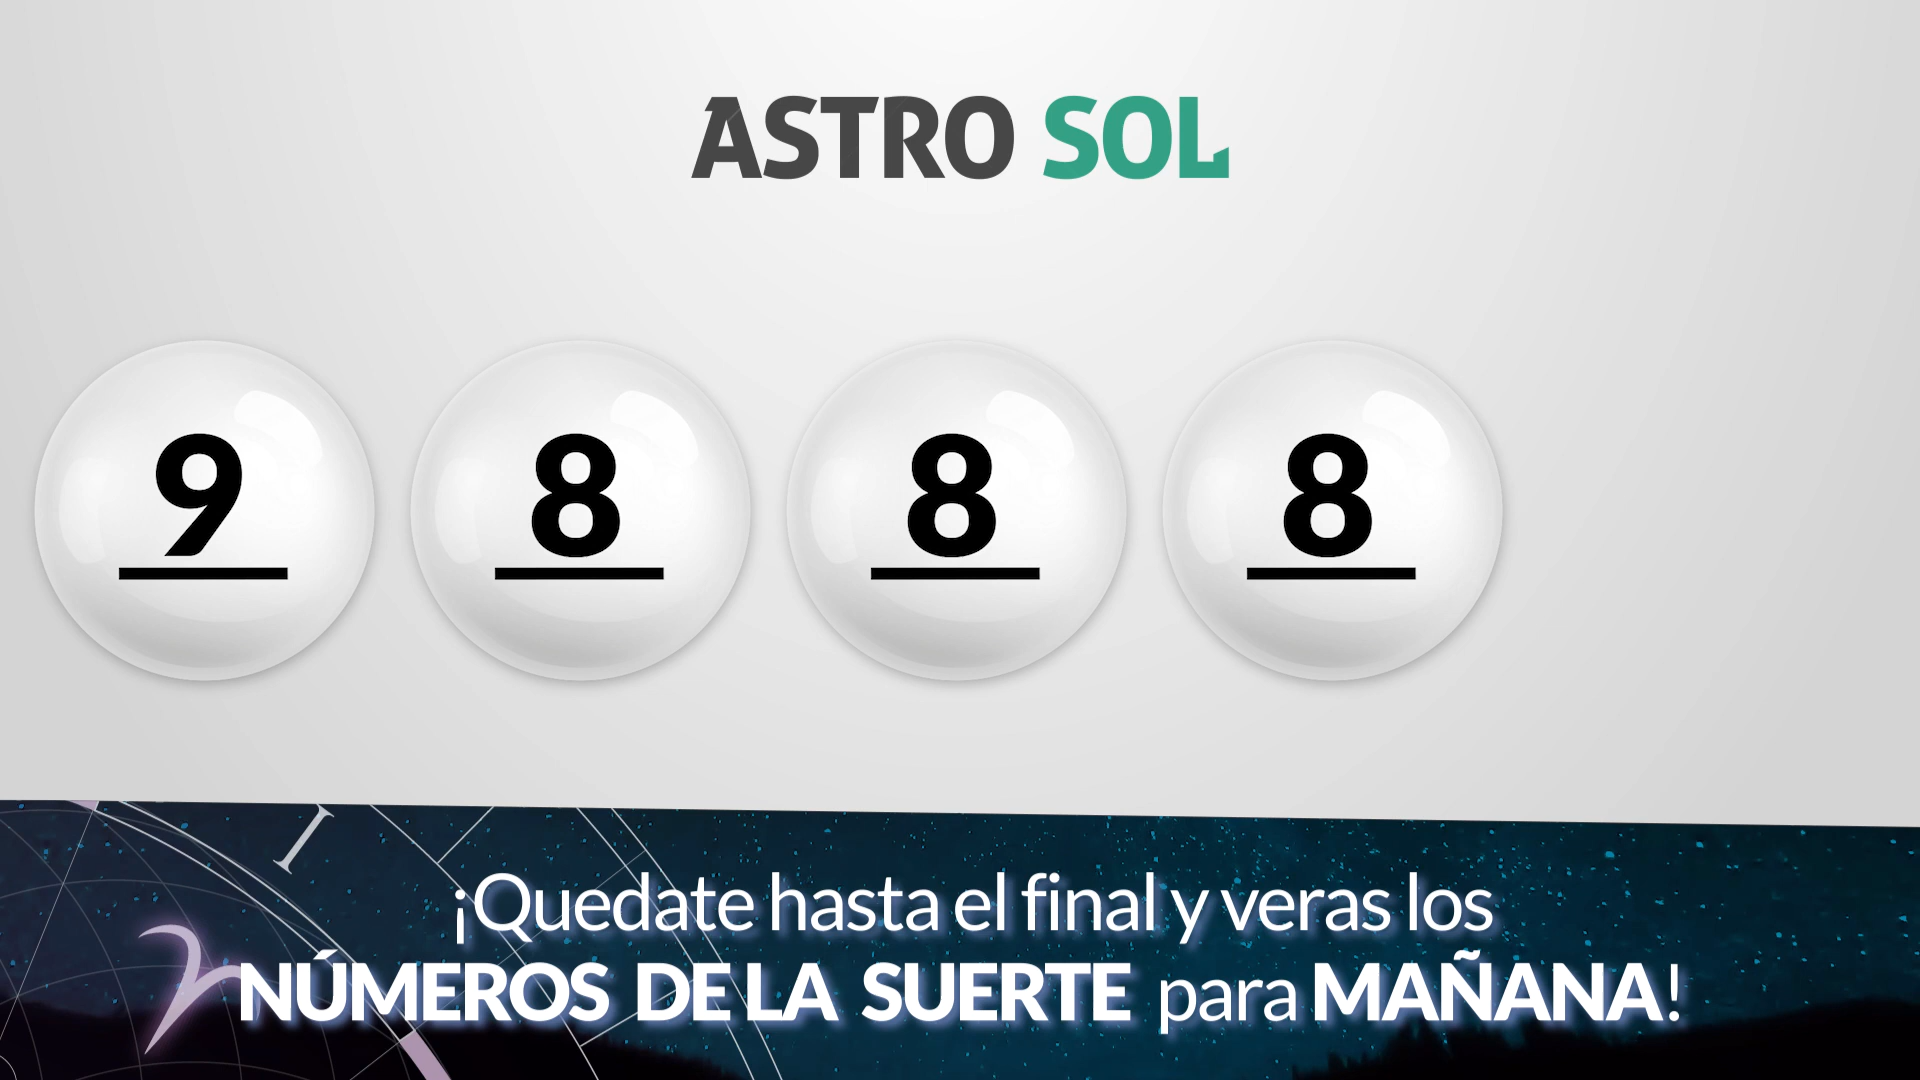 ASTRO SOL
9 8 8 8
¡Quedate hasta el final y veras los
NÚMEROS DE LA SUERTE para MAÑANA!